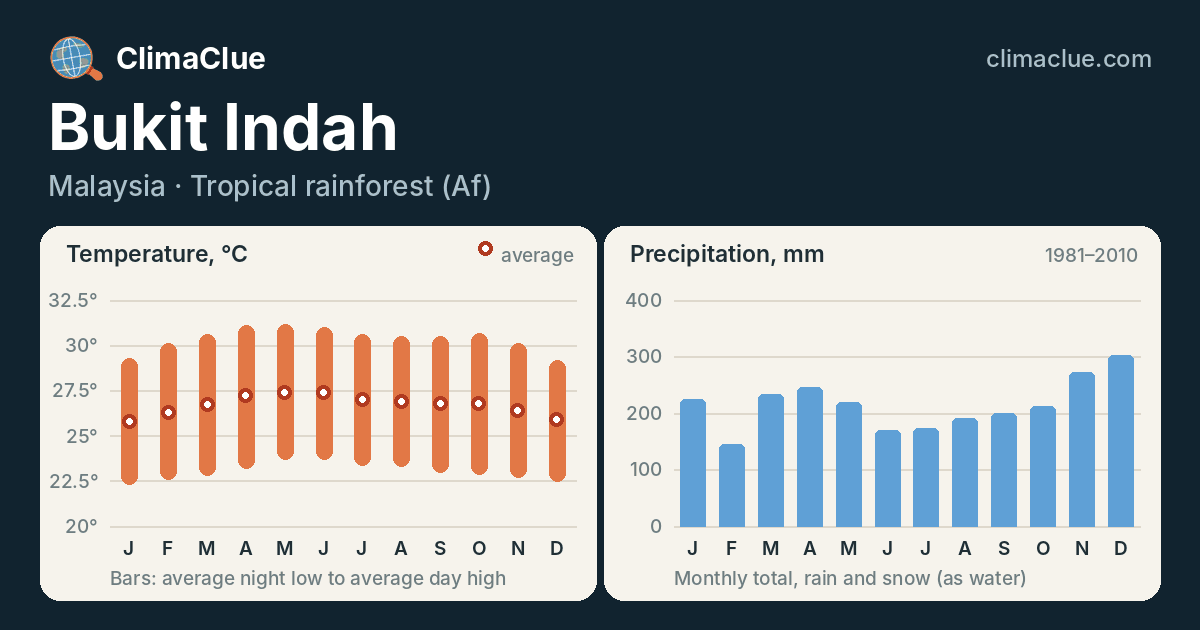 ClimaClue
climaclue.com
Bukit Indah
Malaysia · Tropical rainforest (Af)
Temperature, °C
average
32.5°
30°
27.5°
25°
22.5°
20°
J F M A M J J A S O N D
Bars: average night low to average day high
Precipitation, mm
1981–2010
400
300
200
100
0
J F M A M J J A S O N D
Monthly total, rain and snow (as water)